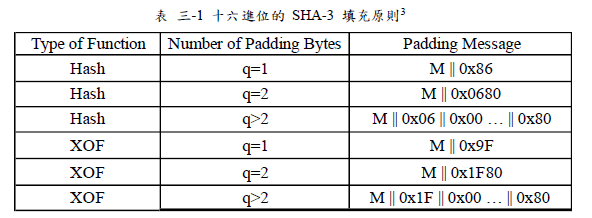 表 三-1 十六進位的 SHA-3 填充原則3
Type of Function Number of Padding Bytes Padding Message
Hash q=1 M || 0x86
Hash q=2 M || 0x0680
Hash q>2 M || 0x06 || 0x00 … || 0x80
XOF q=1 M || 0x9F
XOF q=2 M || 0x1F80
XOF q>2 M || 0x1F || 0x00 … || 0x80